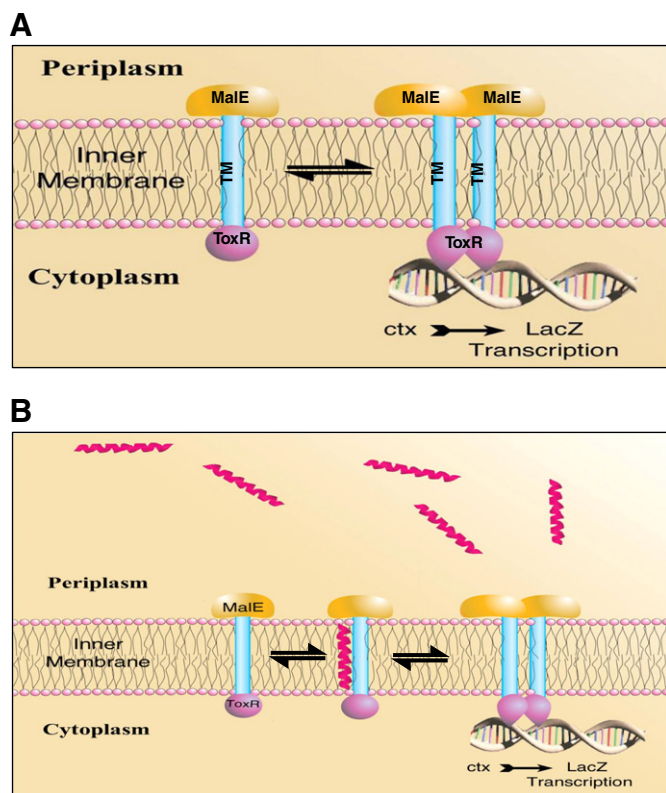 A
Periplasm
MalE
MalE
MalE
Inner
Membrane
TM
TM
TM
ToxR
ToxR
Cytoplasm
ctx
LacZ
Transcription
B
Periplasm
MalE
Inner
Membrane
ToxR
Cytoplasm
ctx
LacZ
Transcription